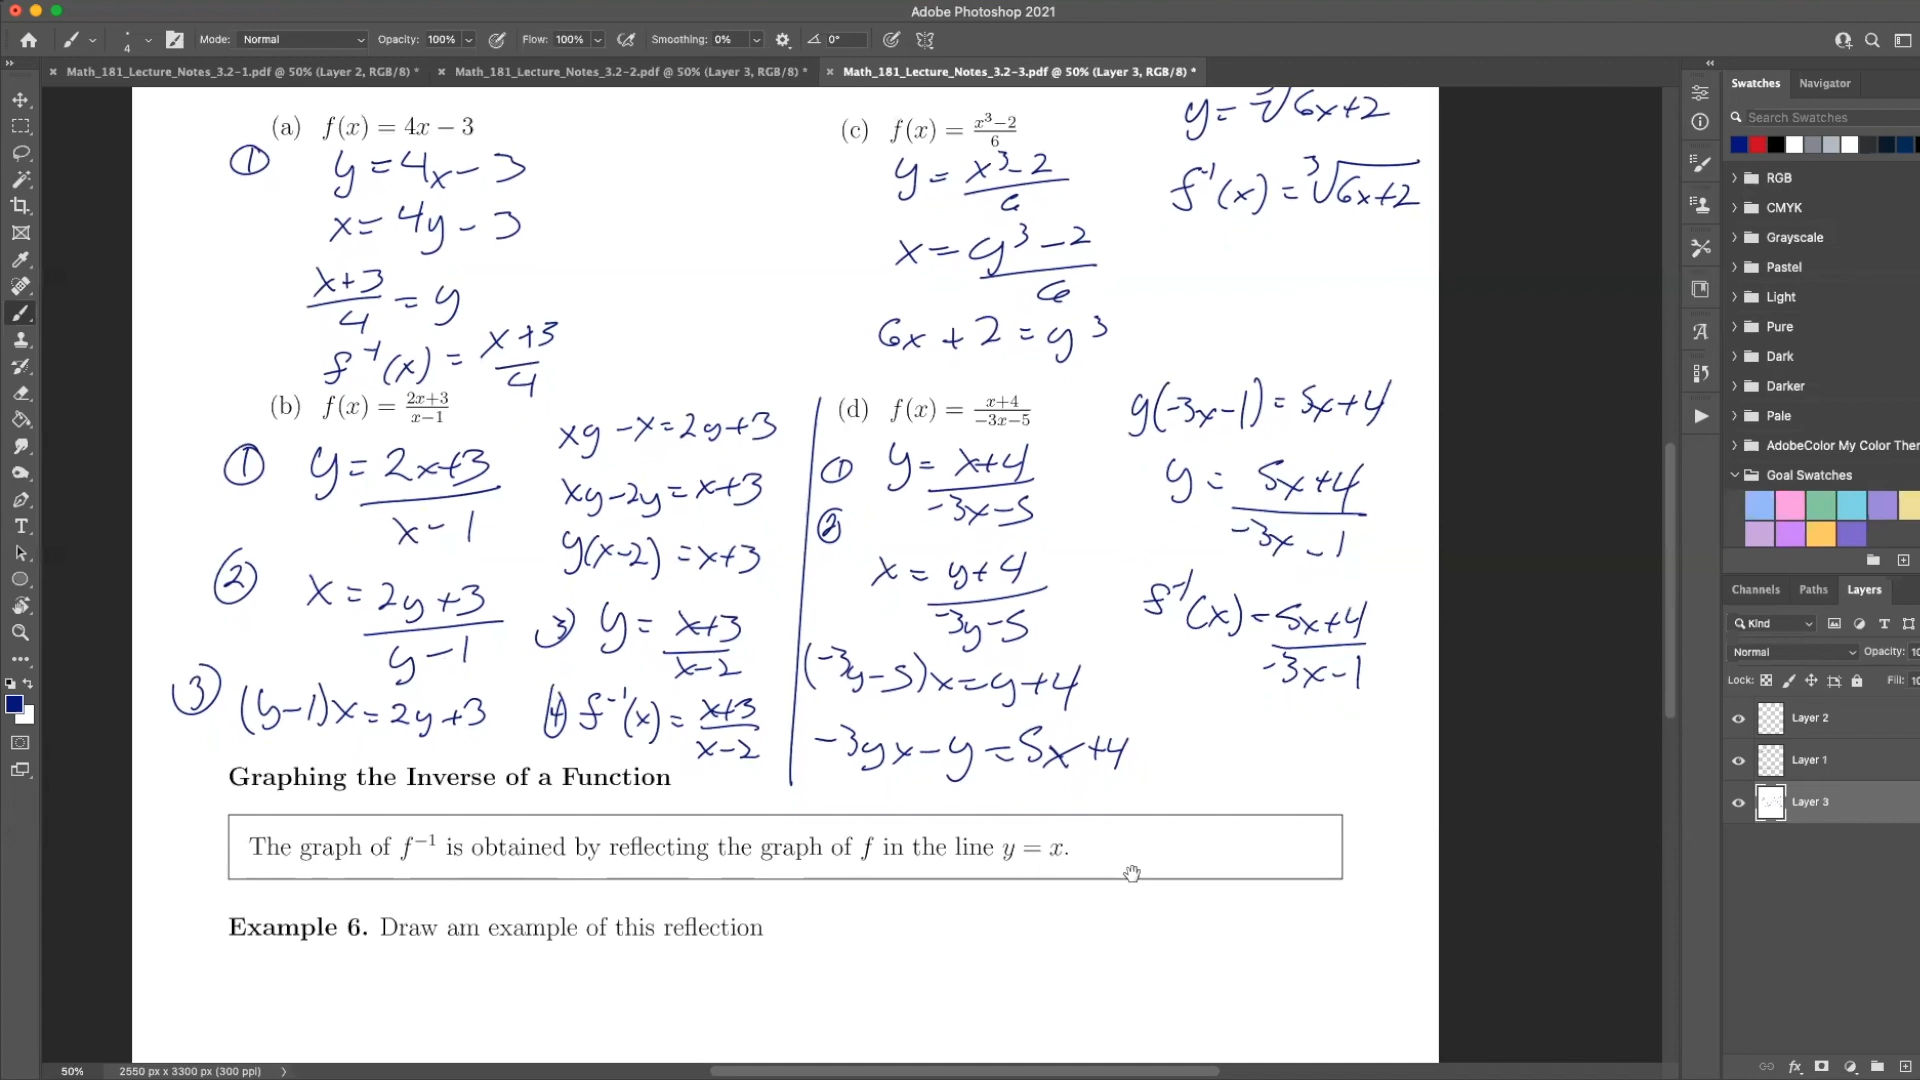 Adobe Photoshop 2021
4 Mode: Normal Opacity: 100% Flow: 100% Smoothing: 0% 0°
× Math_181_Lecture_Notes_3.2-1.pdf @ 50% (Layer 2, RGB/8) * × Math_181_Lecture_Notes_3.2-2.pdf @ 50% (Layer 3, RGB/8) * × Math_181_Lecture_Notes_3.2-3.pdf @ 50% (Layer 3, RGB/8) *
(a) f(x) = 4x − 3
① y = 4x − 3
x = 4y − 3
(x+3)/4 = y
f⁻¹(x) = (x+3)/4
(c) f(x) = (x³−2)/6
y = (x³−2)/6
x = (y³−2)/6
6x + 2 = y³
y = ∛6x+2
f⁻¹(x) = ∛6x+2
(b) f(x) = (2x+3)/(x−1)
① y = (2x+3)/(x−1)
② x = (2y+3)/(y−1)
③ (y−1)x = 2y+3
xy − x = 2y+3
xy−2y = x+3
y(x−2) = x+3
③ y = (x+3)/(x−2)
④ f⁻¹(x) = (x+3)/(x−2)
(d) f(x) = (x+4)/(−3x−5)
① y = (x+4)/(−3x−5)
②
x = (y+4)/(−3y−5)
(−3y−5)x = y+4
−3yx − y = 5x+4
y(−3x−1) = 5x+4
y = (5x+4)/(−3x−1)
f⁻¹(x) = (5x+4)/(−3x−1)
Graphing the Inverse of a Function
The graph of f⁻¹ is obtained by reflecting the graph of f in the line y = x.
Example 6. Draw am example of this reflection
50% 2550 px x 3300 px (300 ppi)
Swatches Navigator
Search Swatches
RGB
CMYK
Grayscale
Pastel
Light
Pure
Dark
Darker
Pale
AdobeColor My Color Ther
Goal Swatches
Channels Paths Layers
Kind
Normal Opacity: 10
Lock: Fill: 10
Layer 2
Layer 1
Layer 3